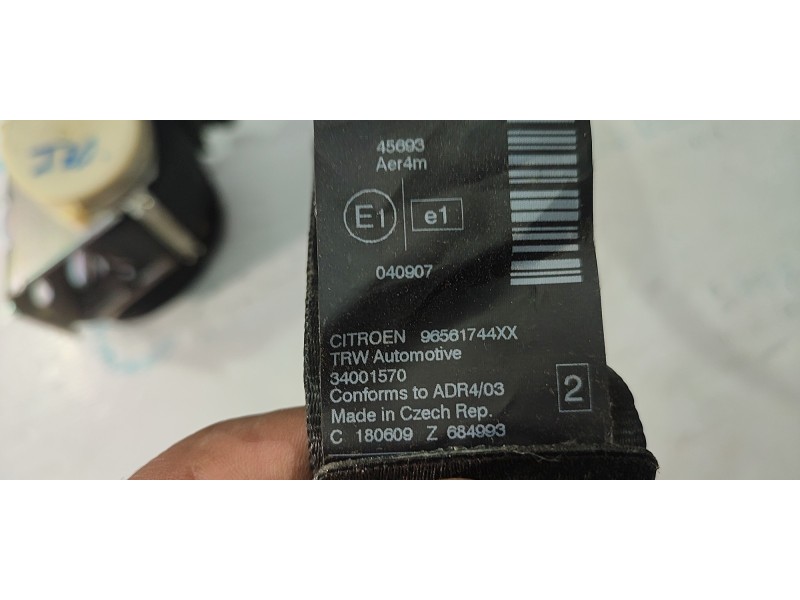 45693
Aer4m
E1 e1
040907
CITROEN 96561744XX
TRW Automotive
34001570
Conforms to ADR4/03
Made in Czech Rep.
2
C 180609 Z 684993